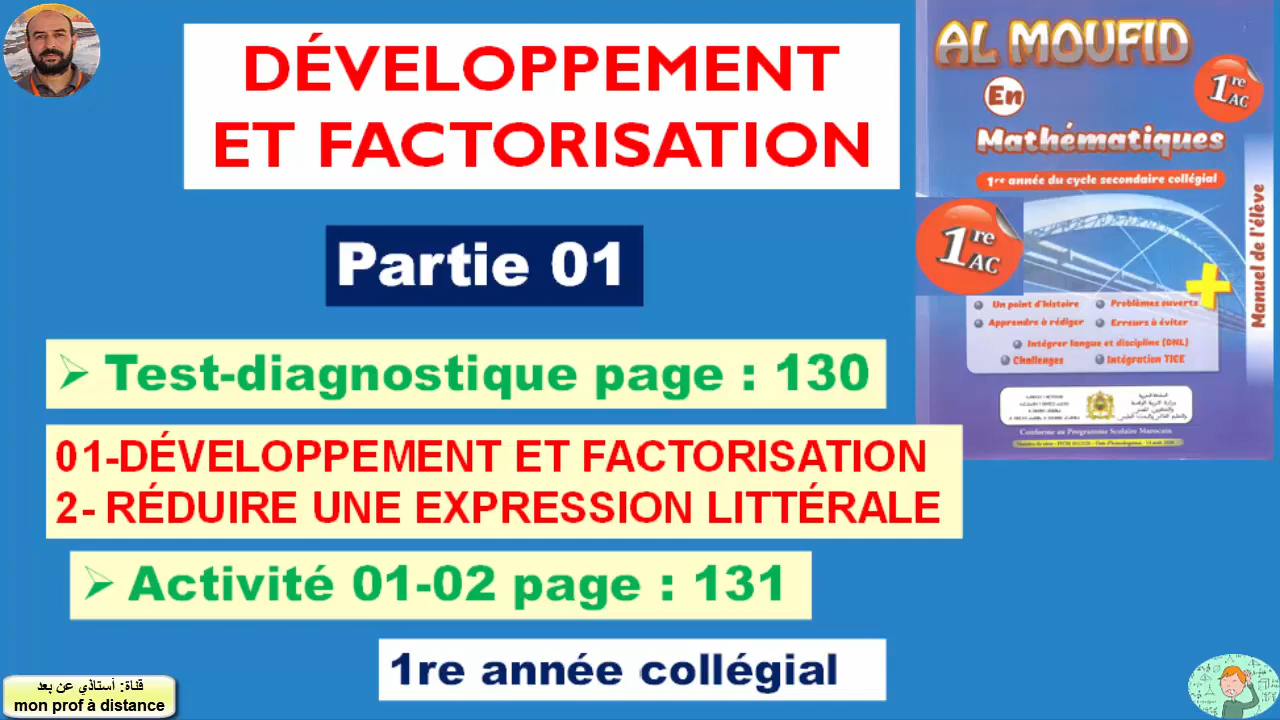 DÉVELOPPEMENT
ET FACTORISATION
Partie 01
➢ Test-diagnostique page : 130
01-DÉVELOPPEMENT ET FACTORISATION
2- RÉDUIRE UNE EXPRESSION LITTÉRALE
➢ Activité 01-02 page : 131
1re année collégial
قناة: أستاذي عن بعد
mon prof à distance
AL MOUFID
1re AC
En
Mathématiques
1re année du cycle secondaire collégial
Manuel de l'élève
1re AC
Un point d'histoire
Problèmes ouverts
Apprendre à rédiger
Erreurs à éviter
Intégrer langue et discipline (DNL)
Challenges
Intégration TICE
Conforme au Programme Scolaire Marocain